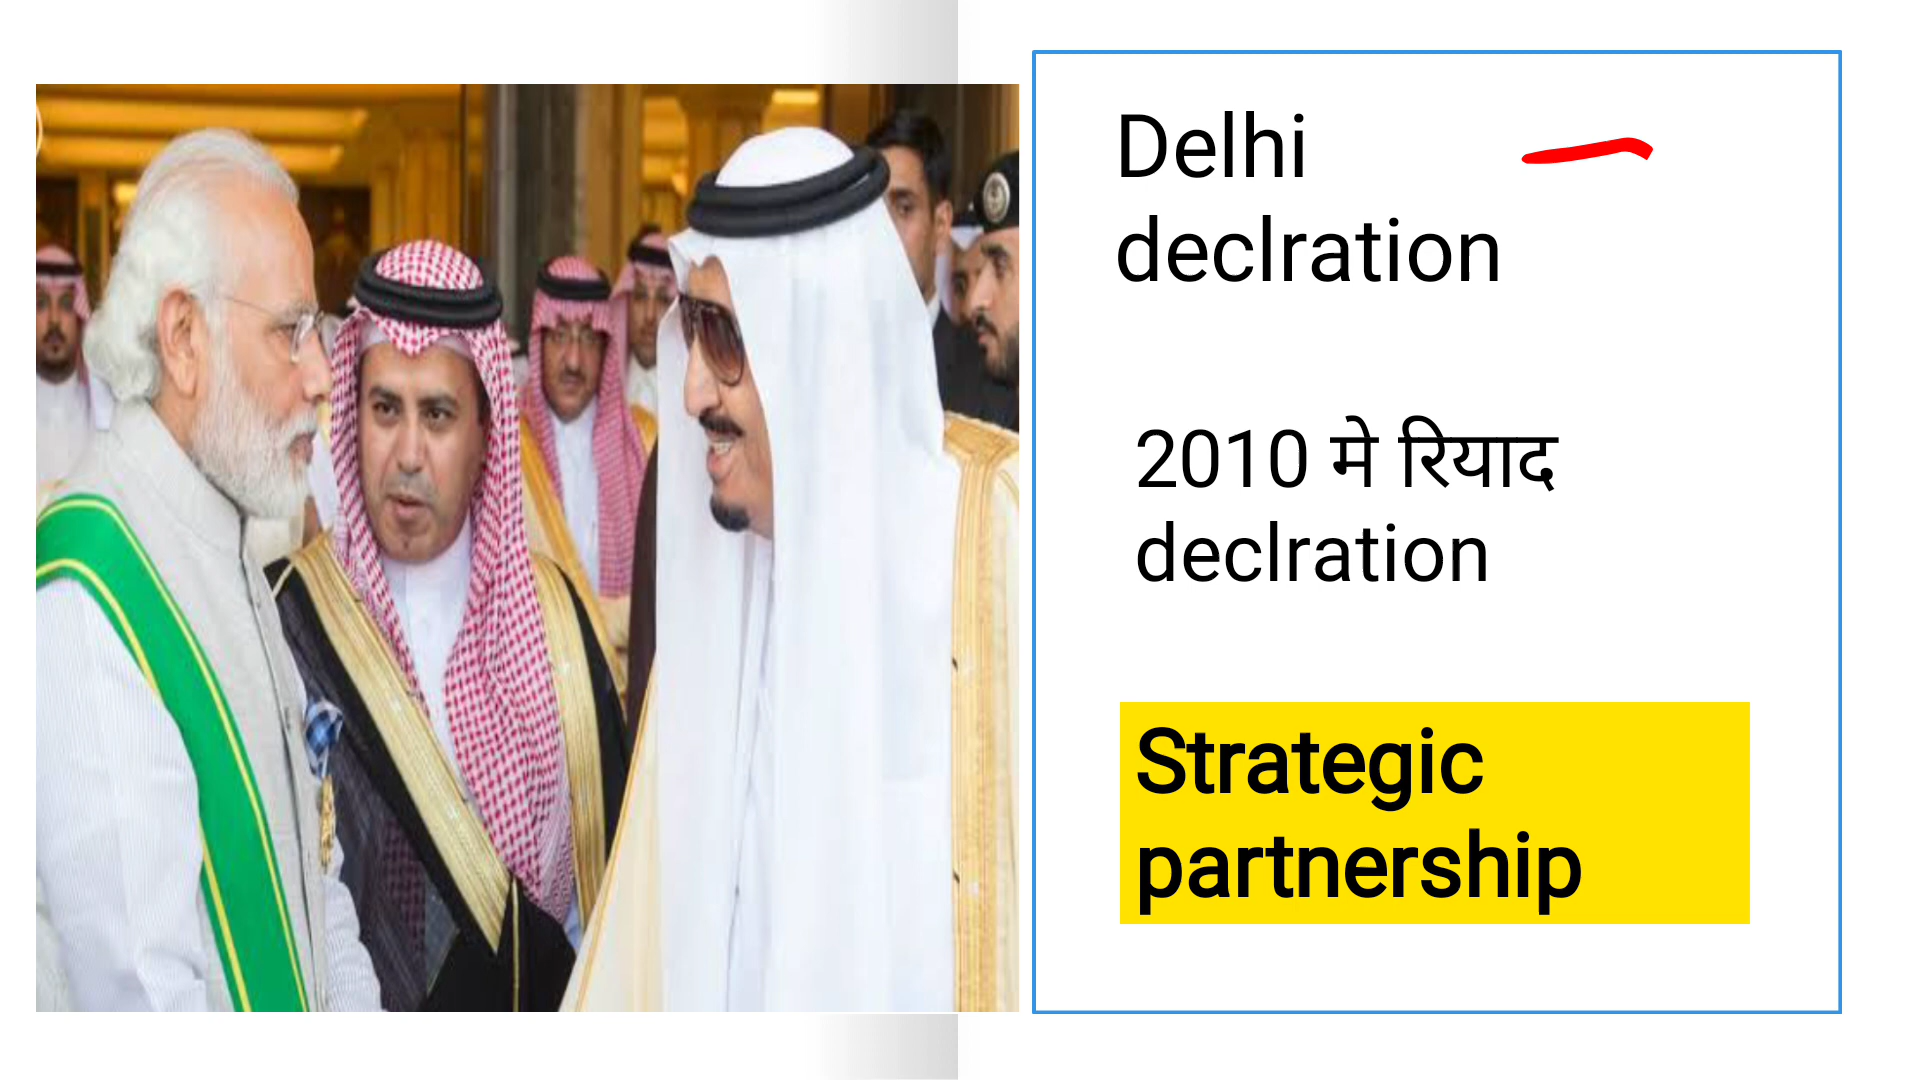 Delhi
declration
2010 मे रियाद
declration
Strategic
partnership